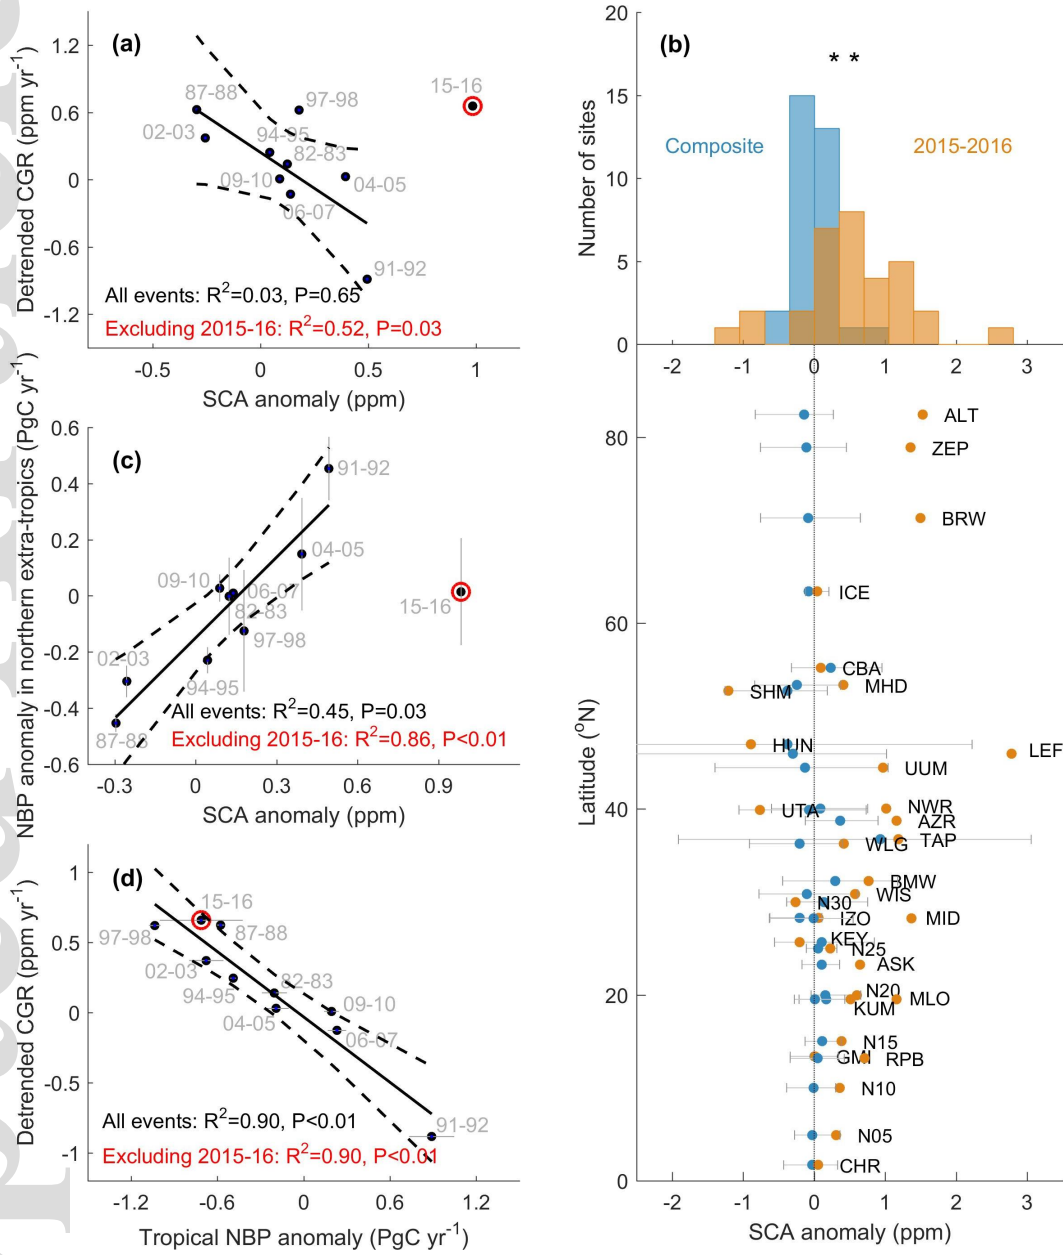 (a)
Detrended CGR (ppm yr-1)
1.2
0.6
0
-0.6
-1.2
87-88
97-98
15-16
02-03
94-95
82-83
09-10
04-05
06-07
91-92
All events: R2=0.03, P=0.65
Excluding 2015-16: R2=0.52, P=0.03
-0.5
0
0.5
1
SCA anomaly (ppm)
(c)
NBP anomaly in northern extra-tropics (PgC yr-1)
0.6
0.4
0.2
0
-0.2
-0.4
-0.6
91-92
04-05
09-10
06-07
82-83
15-16
97-98
02-03
94-95
87-88
All events: R2=0.45, P=0.03
Excluding 2015-16: R2=0.86, P<0.01
-0.3
0
0.3
0.6
0.9
SCA anomaly (ppm)
(d)
Detrended CGR (ppm yr-1)
1
0.5
0
-0.5
-1
15-16
97-98
87-88
02-03
82-83
94-95
09-10
04-05
06-07
91-92
All events: R2=0.90, P<0.01
Excluding 2015-16: R2=0.90, P<0.01
-1.2
-0.6
0
0.6
1.2
Tropical NBP anomaly (PgC yr-1)
(b)
* *
Number of sites
20
15
10
5
0
Composite
2015-2016
-2
-1
0
1
2
3
Latitude (oN)
80
60
40
20
0
ALT
ZEP
BRW
ICE
CBA
MHD
SHM
HUN
LEF
UUM
UTA
NWR
AZR
TAP
WLG
BMW
WIS
N30
IZO
MID
KEY
N25
ASK
N20
MLO
KUM
N15
GMI
RPB
N10
N05
CHR
-2
-1
0
1
2
3
SCA anomaly (ppm)